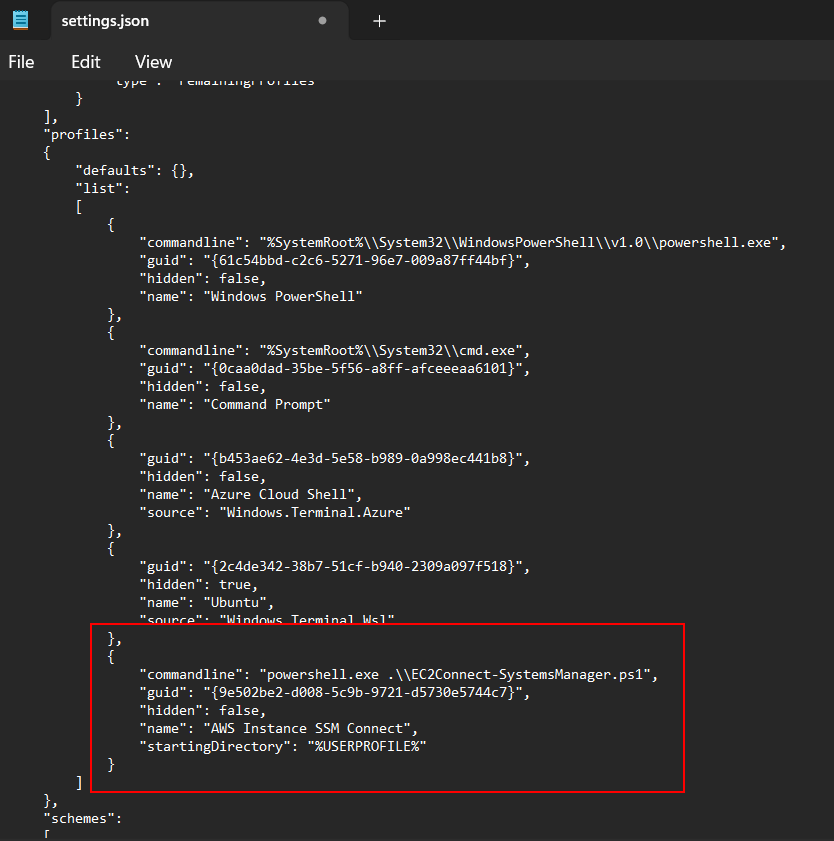 settings.json
File Edit View
"type": "remainingProfiles"
}
],
"profiles":
{
"defaults": {},
"list":
[
{
"commandline": "%SystemRoot%\\System32\\WindowsPowerShell\\v1.0\\powershell.exe",
"guid": "{61c54bbd-c2c6-5271-96e7-009a87ff44bf}",
"hidden": false,
"name": "Windows PowerShell"
},
{
"commandline": "%SystemRoot%\\System32\\cmd.exe",
"guid": "{0caa0dad-35be-5f56-a8ff-afceeeaa6101}",
"hidden": false,
"name": "Command Prompt"
},
{
"guid": "{b453ae62-4e3d-5e58-b989-0a998ec441b8}",
"hidden": false,
"name": "Azure Cloud Shell",
"source": "Windows.Terminal.Azure"
},
{
"guid": "{2c4de342-38b7-51cf-b940-2309a097f518}",
"hidden": true,
"name": "Ubuntu",
"source": "Windows.Terminal.Wsl"
},
{
"commandline": "powershell.exe .\\EC2Connect-SystemsManager.ps1",
"guid": "{9e502be2-d008-5c9b-9721-d5730e5744c7}",
"hidden": false,
"name": "AWS Instance SSM Connect",
"startingDirectory": "%USERPROFILE%"
}
]
},
"schemes":
[